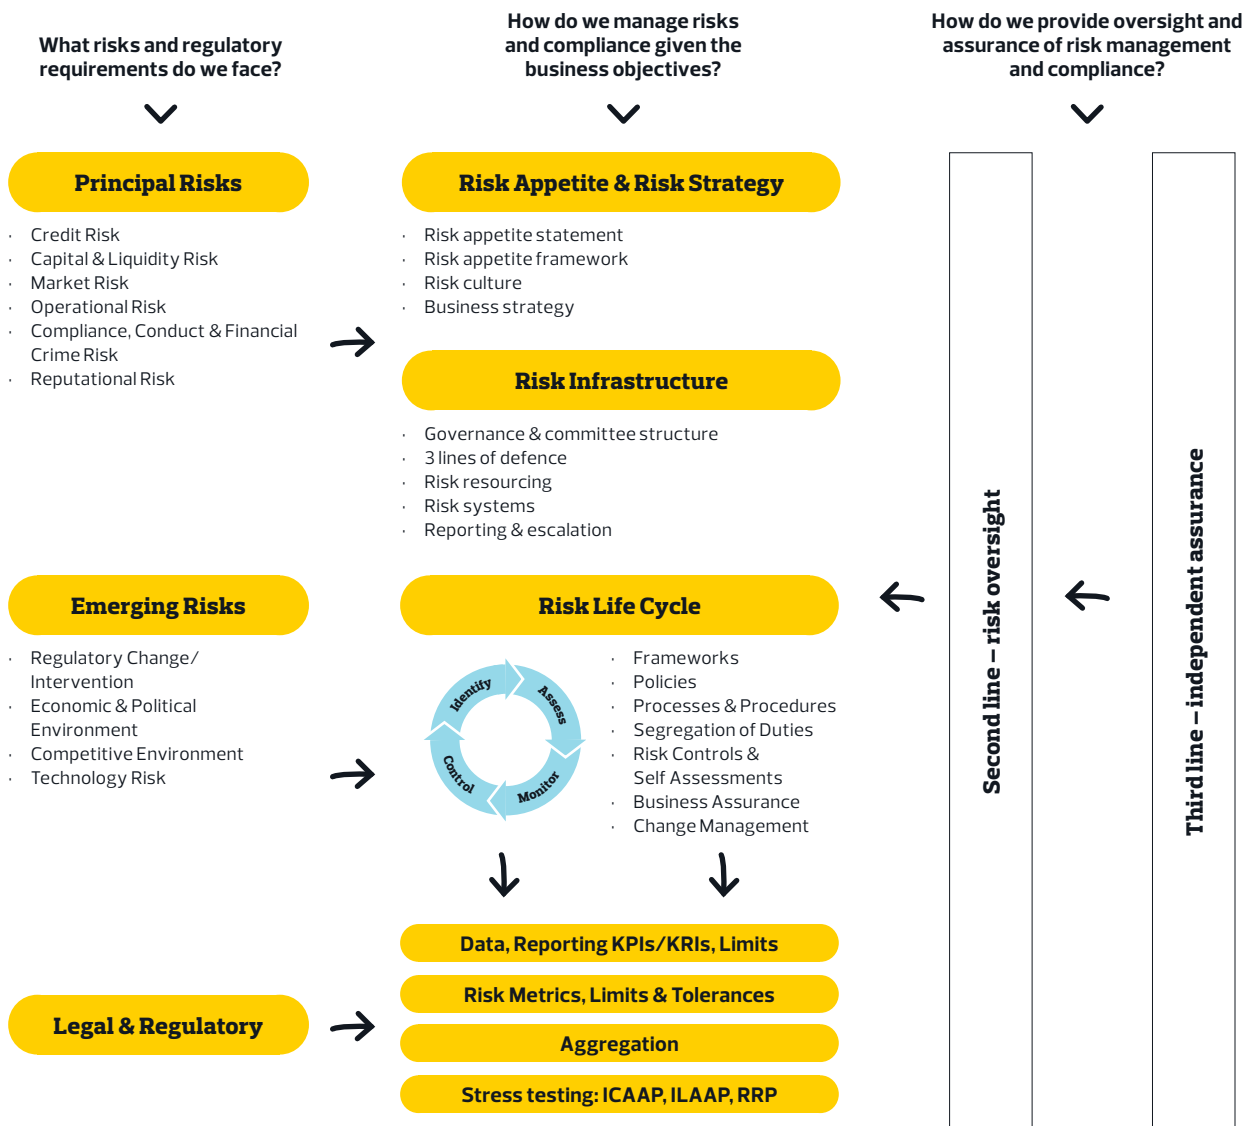 What risks and regulatory
requirements do we face?
How do we manage risks
and compliance given the
business objectives?
How do we provide oversight and
assurance of risk management
and compliance?
Principal Risks
· Credit Risk
· Capital & Liquidity Risk
· Market Risk
· Operational Risk
· Compliance, Conduct & Financial
Crime Risk
· Reputational Risk
Risk Appetite & Risk Strategy
· Risk appetite statement
· Risk appetite framework
· Risk culture
· Business strategy
Risk Infrastructure
· Governance & committee structure
· 3 lines of defence
· Risk resourcing
· Risk systems
· Reporting & escalation
Emerging Risks
· Regulatory Change/
Intervention
· Economic & Political
Environment
· Competitive Environment
· Technology Risk
Risk Life Cycle
Identify
Assess
Monitor
Control
· Frameworks
· Policies
· Processes & Procedures
· Segregation of Duties
· Risk Controls &
Self Assessments
· Business Assurance
· Change Management
Legal & Regulatory
Data, Reporting KPIs/KRIs, Limits
Risk Metrics, Limits & Tolerances
Aggregation
Stress testing: ICAAP, ILAAP, RRP
Second line – risk oversight
Third line – independent assurance